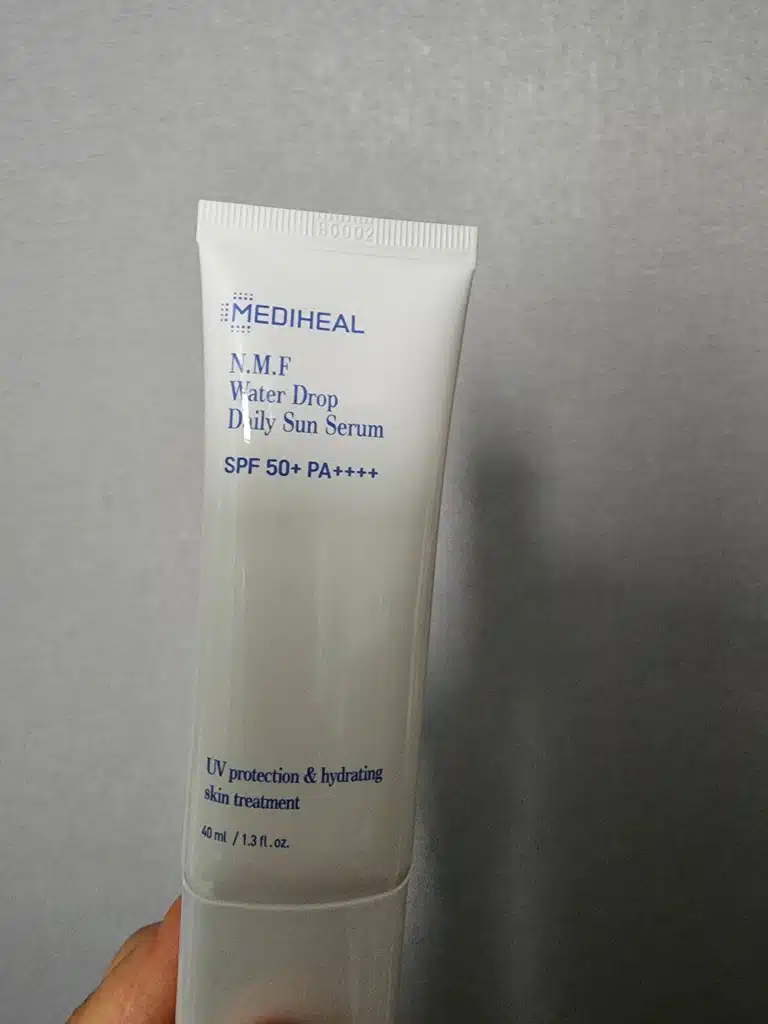 MEDIHEAL
N.M.F
Water Drop
Daily Sun Serum
SPF 50+ PA++++
UV protection & hydrating
skin treatment
40 ml / 1.3 fl.oz.